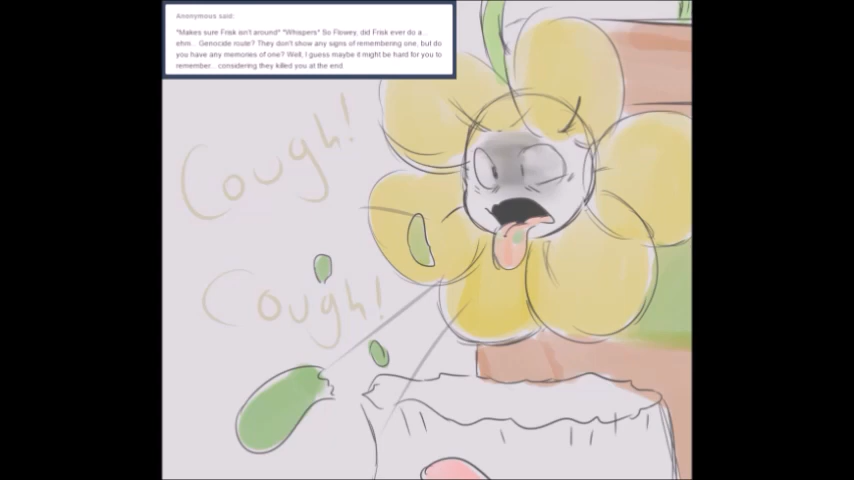 Anonymous said:
"Makes sure Frisk isn't around" "Whispers" So Flowey, did Frisk ever do a..
ehm... Genocide route? They don't show any signs of remembering one, but do
you have any memories of one? Well, I guess maybe it might be hard for you to
remember... considering they killed you at the end
Cough!
Cough!